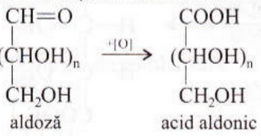 CH=O +[O] COOH
(CHOH)n (CHOH)n
CH₂OH CH₂OH
aldoză acid aldonic